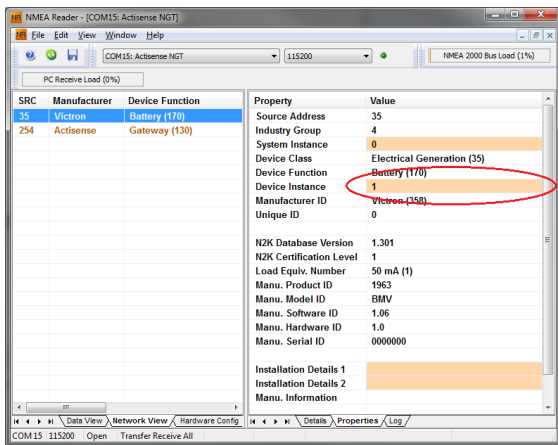 NMEA Reader - [COM15: Actisense NGT]
File Edit View Window Help
COM15: Actisense NGT 115200 NMEA 2000 Bus Load (1%)
PC Receive Load (0%)
SRC Manufacturer Device Function
35 Victron Battery (170)
254 Actisense Gateway (130)
Property Value
Source Address 35
Industry Group 4
System Instance 0
Device Class Electrical Generation (35)
Device Function Battery (170)
Device Instance 1
Manufacturer ID Victron (358)
Unique ID 0
N2K Database Version 1.301
N2K Certification Level 1
Load Equiv. Number 50 mA (1)
Manu. Product ID 1963
Manu. Model ID BMV
Manu. Software ID 1.06
Manu. Hardware ID 1.0
Manu. Serial ID 0000000
Installation Details 1
Installation Details 2
Manu. Information
Data View Network View Hardware Config
Details Properties Log
COM 15 115200 Open Transfer Receive All